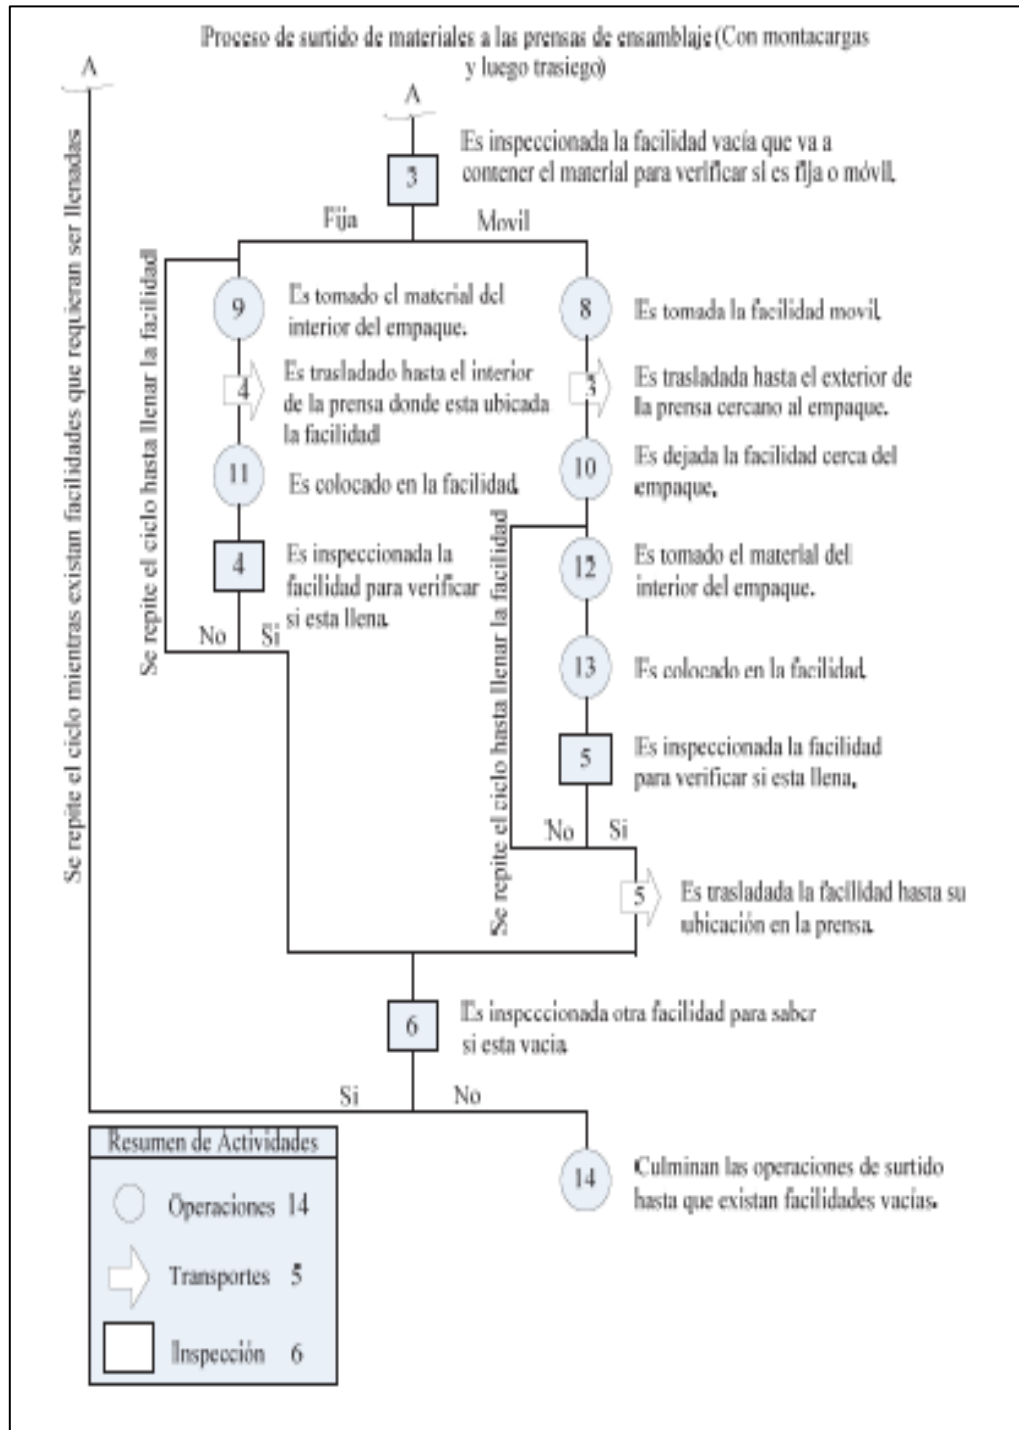 Proceso de surtido de materiales a las prensas de ensamblaje (Con montacargas
y luego trasiego)
A
A
Se repite el ciclo mientras existan facilidades que requieran ser llenadas
3
Es inspeccionada la facilidad vacía que va a
contener el material para verificar si es fija o móvil.
Fija
Movil
Se repite el ciclo hasta llenar la facilidad
9
Es tomado el material del
interior del empaque.
4
Es trasladado hasta el interior
de la prensa donde esta ubicada
la facilidad
11
Es colocado en la facilidad.
4
Es inspeccionada la
facilidad para verificar
si esta llena.
No
Si
8
Es tomada la facilidad movil.
3
Es trasladada hasta el exterior de
la prensa cercano al empaque.
10
Es dejada la facilidad cerca del
empaque.
Se repite el ciclo hasta llenar la facilidad
12
Es tomado el material del
interior del empaque.
13
Es colocado en la facilidad.
5
Es inspeccionada la facilidad
para verificar si esta llena.
No
Si
5
Es trasladada la facilidad hasta su
ubicación en la prensa.
6
Es inspeccionada otra facilidad para saber
si esta vacia.
Si
No
14
Culminan las operaciones de surtido
hasta que existan facilidades vacías.
Resumen de Actividades
Operaciones 14
Transportes 5
Inspección 6